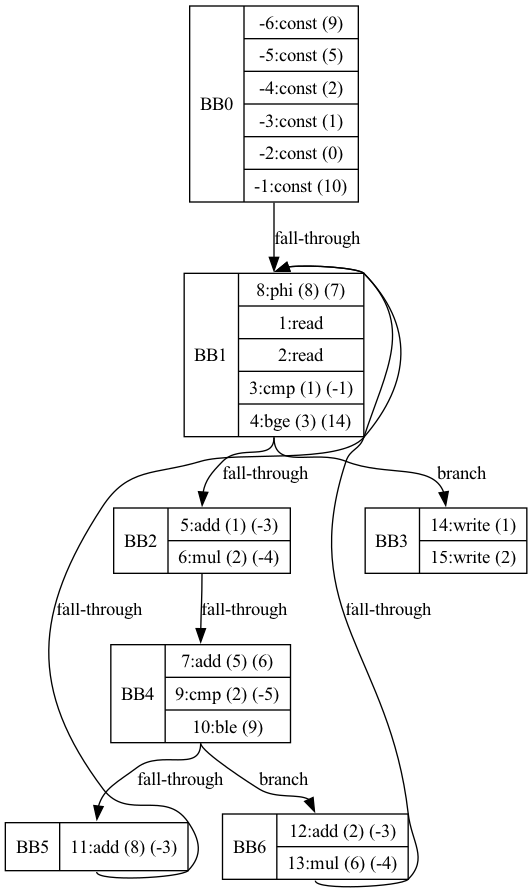 BB0
-6:const (9)
-5:const (5)
-4:const (2)
-3:const (1)
-2:const (0)
-1:const (10)
fall-through
BB1
8:phi (8) (7)
1:read
2:read
3:cmp (1) (-1)
4:bge (3) (14)
fall-through
branch
BB2
5:add (1) (-3)
6:mul (2) (-4)
BB3
14:write (1)
15:write (2)
fall-through
fall-through
fall-through
BB4
7:add (5) (6)
9:cmp (2) (-5)
10:ble (9)
fall-through
branch
BB5
11:add (8) (-3)
BB6
12:add (2) (-3)
13:mul (6) (-4)